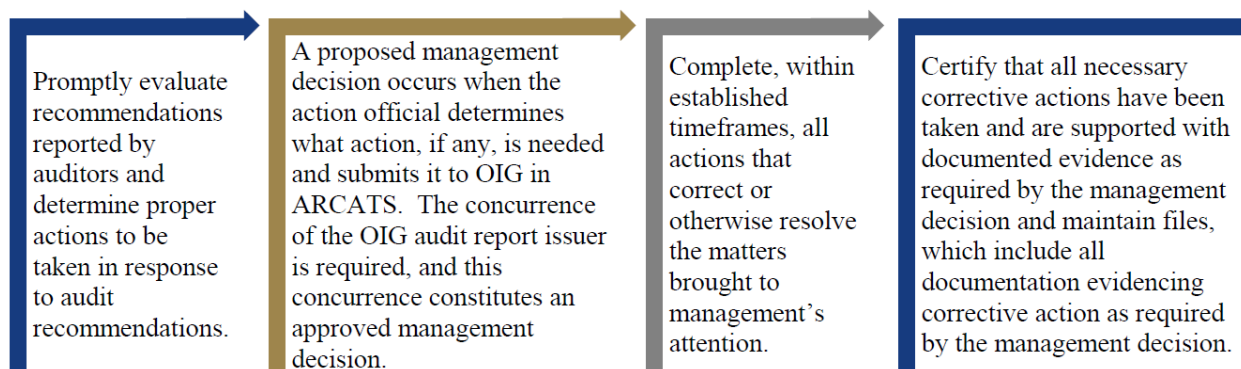 Promptly evaluate
recommendations
reported by
auditors and
determine proper
actions to be
taken in response
to audit
recommendations.
A proposed management
decision occurs when the
action official determines
what action, if any, is needed
and submits it to OIG in
ARCATS.  The concurrence
of the OIG audit report issuer
is required, and this
concurrence constitutes an
approved management
decision.
Complete, within
established
timeframes, all
actions that
correct or
otherwise resolve
the matters
brought to
management’s
attention.
Certify that all necessary
corrective actions have been
taken and are supported with
documented evidence as
required by the management
decision and maintain files,
which include all
documentation evidencing
corrective action as required
by the management decision.